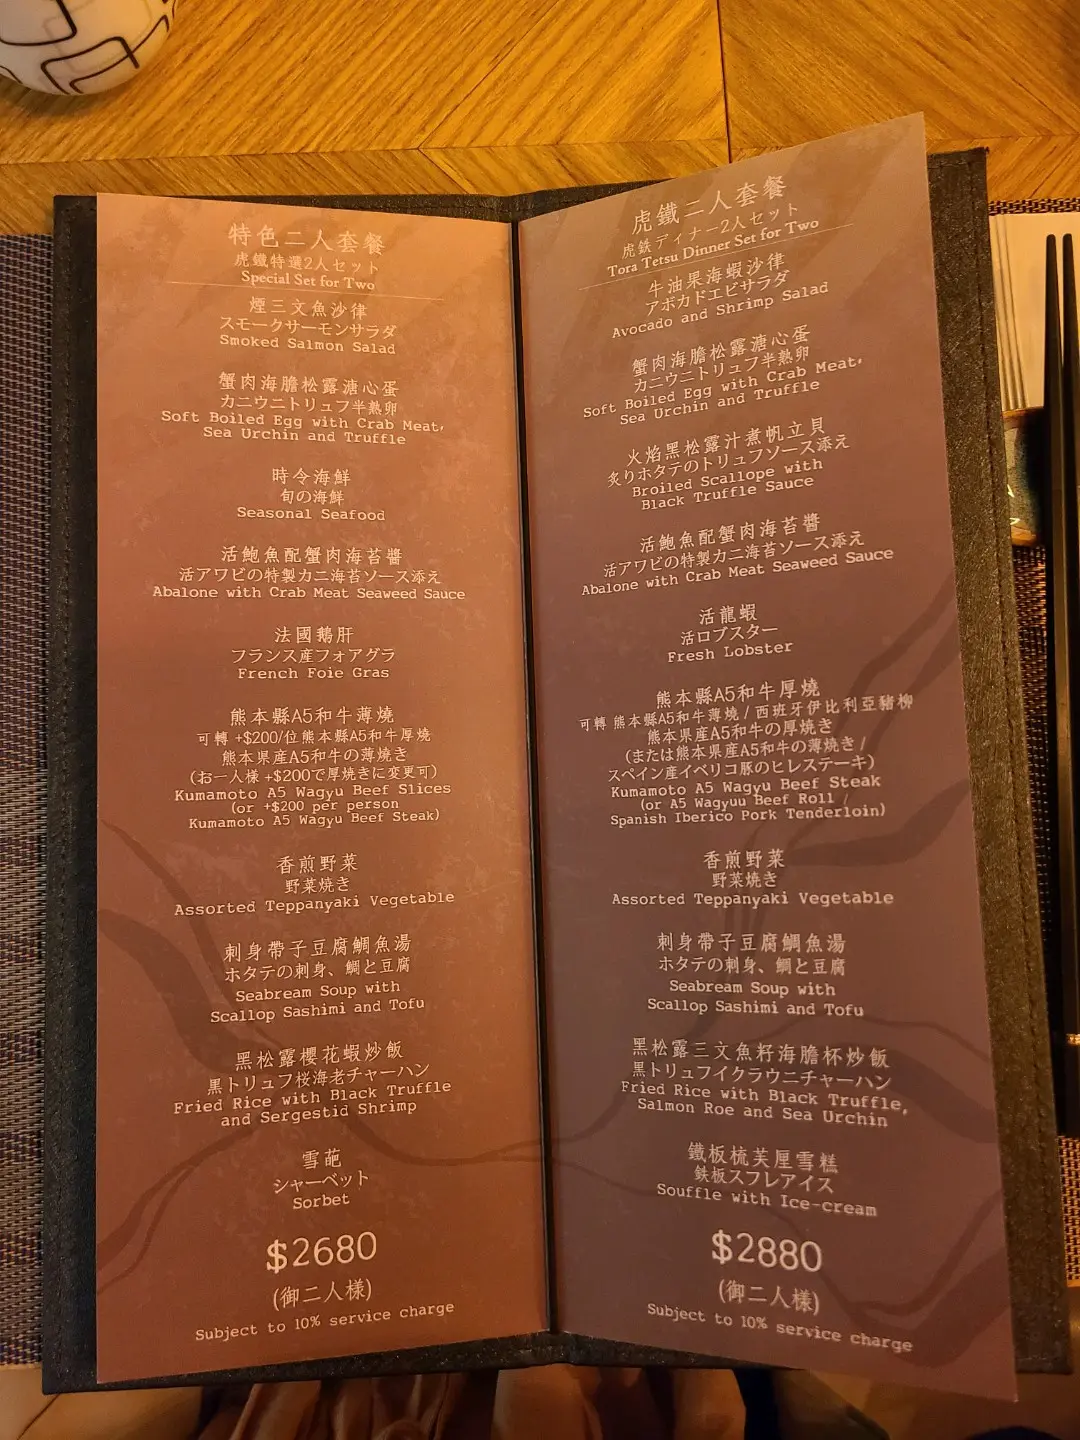 特色二人套餐
虎鐵特選2人セット
Special Set for Two
煙三文魚沙律
スモークサーモンサラダ
Smoked Salmon Salad
蟹肉海膽松露溏心蛋
カニウニトリュフ半熟卵
Soft Boiled Egg with Crab Meat,
Sea Urchin and Truffle
時令海鮮
旬の海鮮
Seasonal Seafood
活鮑魚配蟹肉海苔醬
活アワビの特製カニ海苔ソース添え
Abalone with Crab Meat Seaweed Sauce
法國鵝肝
フランス産フォアグラ
French Foie Gras
熊本縣A5和牛薄燒
可轉 +$200/位 熊本縣A5和牛厚燒
熊本県産A5和牛の薄焼き
(お一人様 +$200で厚焼きに変更可)
Kumamoto A5 Wagyu Beef Slices
(or +$200 per person
Kumamoto A5 Wagyu Beef Steak)
香煎野菜
野菜焼き
Assorted Teppanyaki Vegetable
刺身帶子豆腐鯛魚湯
ホタテの刺身、鯛と豆腐
Seabream Soup with
Scallop Sashimi and Tofu
黑松露櫻花蝦炒飯
黒トリュフ桜海老チャーハン
Fried Rice with Black Truffle
and Sergestid Shrimp
雪葩
シャーベット
Sorbet
$2680
(御二人様)
Subject to 10% service charge
虎鐵二人套餐
虎鉄ディナー2人セット
Tora Tetsu Dinner Set for Two
牛油果海蝦沙律
アボカドエビサラダ
Avocado and Shrimp Salad
蟹肉海膽松露溏心蛋
カニウニトリュフ半熟卵
Soft Boiled Egg with Crab Meat,
Sea Urchin and Truffle
火焰黑松露汁煮帆立貝
炙りホタテのトリュフソース添え
Broiled Scallope with
Black Truffle Sauce
活鮑魚配蟹肉海苔醬
活アワビの特製カニ海苔ソース添え
Abalone with Crab Meat Seaweed Sauce
活龍蝦
活ロブスター
Fresh Lobster
熊本縣A5和牛厚燒
可轉 熊本縣A5和牛薄燒 / 西班牙伊比利亞豬柳
熊本県産A5和牛の厚焼き
(または熊本県産A5和牛の薄焼き /
スペイン産イベリコ豚のヒレステーキ)
Kumamoto A5 Wagyu Beef Steak
(or A5 Wagyuu Beef Roll /
Spanish Iberico Pork Tenderloin)
香煎野菜
野菜焼き
Assorted Teppanyaki Vegetable
刺身帶子豆腐鯛魚湯
ホタテの刺身、鯛と豆腐
Seabream Soup with
Scallop Sashimi and Tofu
黑松露三文魚籽海膽杯炒飯
黒トリュフイクラウニチャーハン
Fried Rice with Black Truffle,
Salmon Roe and Sea Urchin
鐵板梳芙厘雪糕
鉄板スフレアイス
Souffle with Ice-cream
$2880
(御二人様)
Subject to 10% service charge